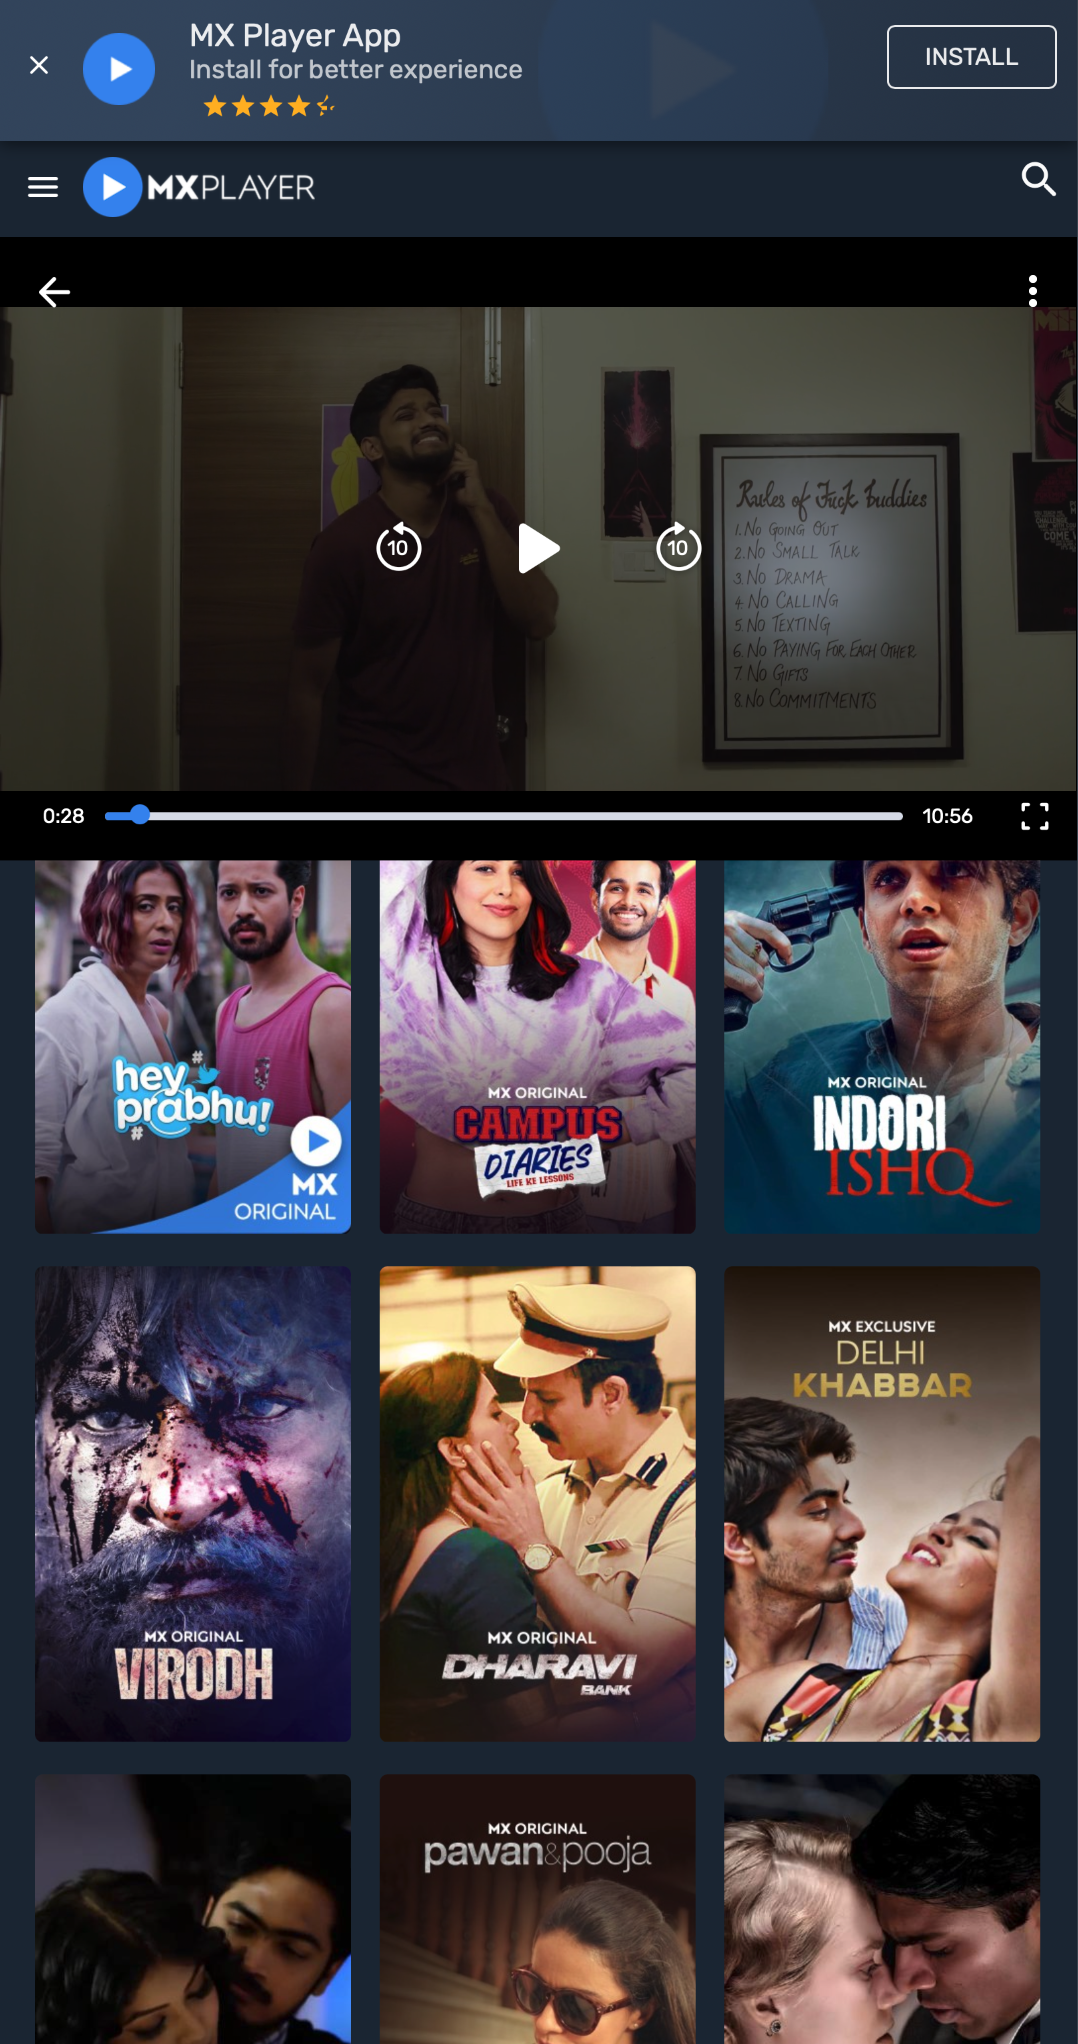 MX Player App
Install for better experience
INSTALL
MXPLAYER
Rules of Fuck buddies
1. No Going Out
2. No Small Talk
3. No Drama
4. No Calling
5. No Texting
6. No Paying For Each Other
7. No Gifts
8. No Commitments
10
10
0:28
10:56
#hey prabhu!#
MX
ORIGINAL
MX ORIGINAL
CAMPUS
DIARIES
LIFE KE LESSONS
MX ORIGINAL
INDORI
ISHQ
MX ORIGINAL
VIRODH
MX ORIGINAL
DHARAVI
BANK
MX EXCLUSIVE
DELHI
KHABBAR
MX ORIGINAL
pawan&pooja